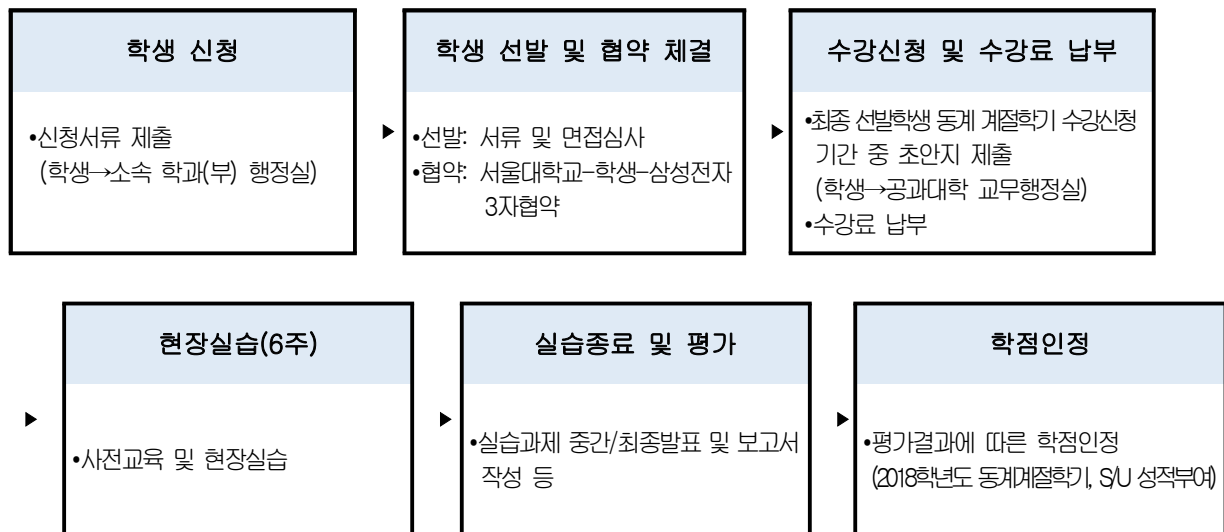 학생 신청
•신청서류 제출
(학생→소속 학과(부) 행정실)
▶
학생 선발 및 협약 체결
•선발: 서류 및 면접심사
•협약: 서울대학교-학생-삼성전자
3자협약
▶
수강신청 및 수강료 납부
•최종 선발학생 동계 계절학기 수강신청
기간 중 초안지 제출
(학생→공과대학 교무행정실)
•수강료 납부
▶
현장실습(6주)
•사전교육 및 현장실습
▶
실습종료 및 평가
•실습과제 중간/최종발표 및 보고서
작성 등
▶
학점인정
•평가결과에 따른 학점인정
(2018학년도 동계계절학기, S/U 성적부여)